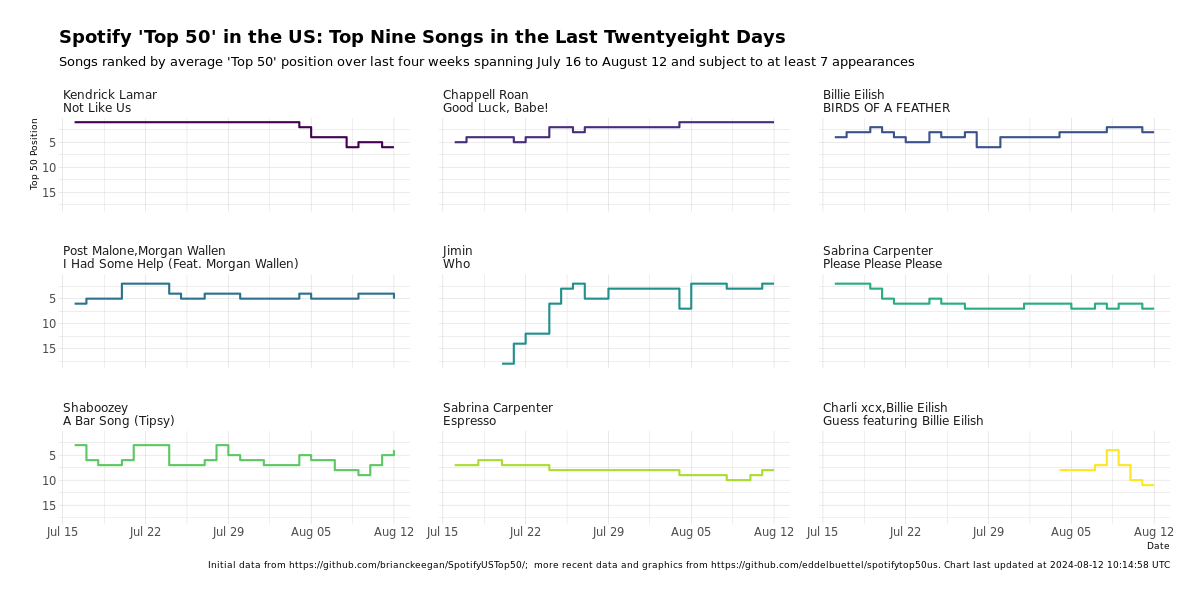 Spotify 'Top 50' in the US: Top Nine Songs in the Last Twentyeight Days
Songs ranked by average 'Top 50' position over last four weeks spanning July 16 to August 12 and subject to at least 7 appearances
Kendrick Lamar
Not Like Us
Chappell Roan
Good Luck, Babe!
Billie Eilish
BIRDS OF A FEATHER
Top 50 Position
5
10
15
Post Malone,Morgan Wallen
I Had Some Help (Feat. Morgan Wallen)
Jimin
Who
Sabrina Carpenter
Please Please Please
5
10
15
Shaboozey
A Bar Song (Tipsy)
Sabrina Carpenter
Espresso
Charli xcx,Billie Eilish
Guess featuring Billie Eilish
5
10
15
Jul 15 Jul 22 Jul 29 Aug 05 Aug 12
Jul 15 Jul 22 Jul 29 Aug 05 Aug 12
Jul 15 Jul 22 Jul 29 Aug 05 Aug 12
Date
Initial data from https://github.com/brianckeegan/SpotifyUSTop50/;  more recent data and graphics from https://github.com/eddelbuettel/spotifytop50us. Chart last updated at 2024-08-12 10:14:58 UTC